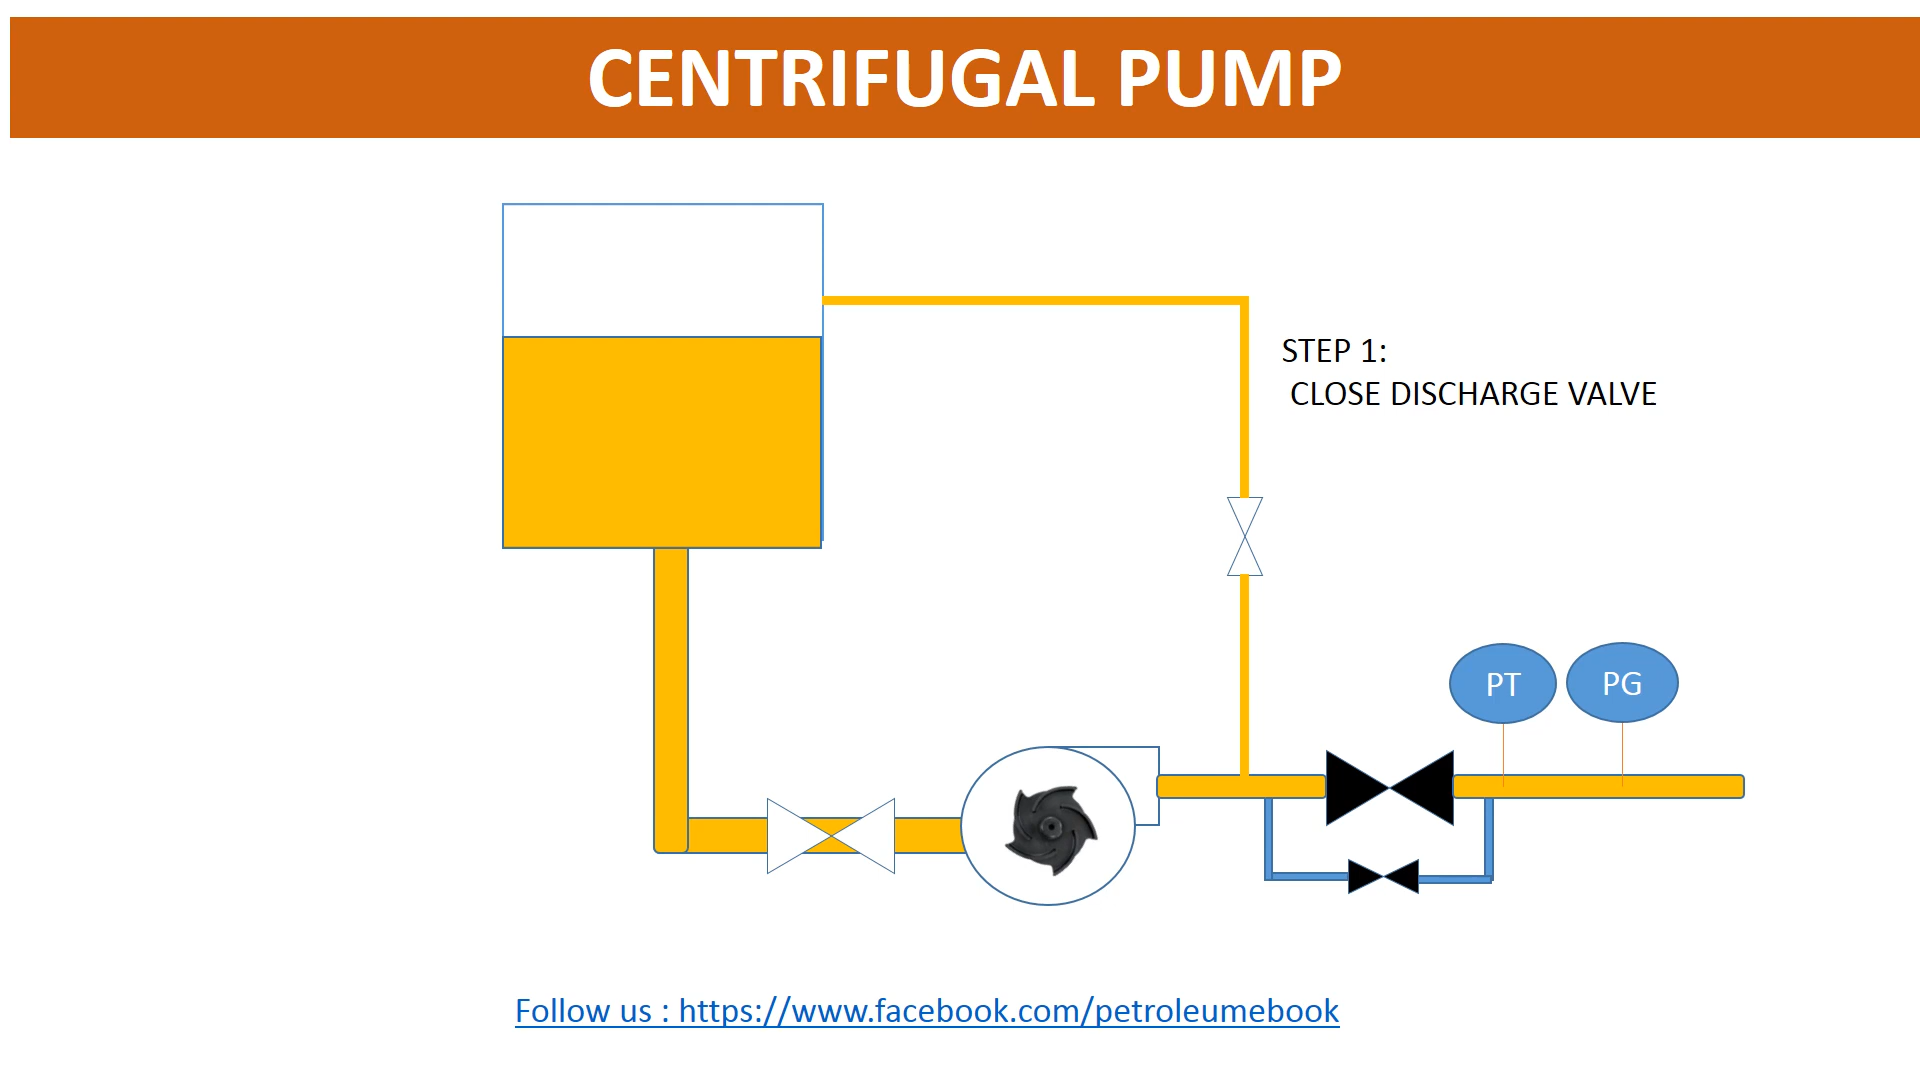 CENTRIFUGAL PUMP
STEP 1:
CLOSE DISCHARGE VALVE
PT
PG
Follow us : https://www.facebook.com/petroleumebook